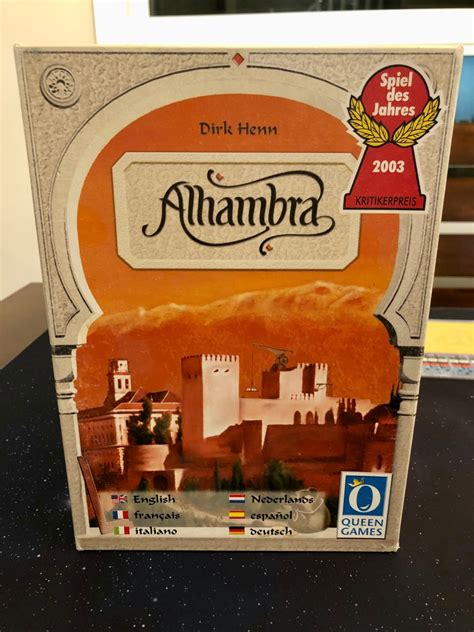 Spiel
des
Jahres
2003
KRITIKERPREIS
Dirk Henn
Alhambra
English
français
italiano
Nederlands
español
deutsch
QUEEN
GAMES